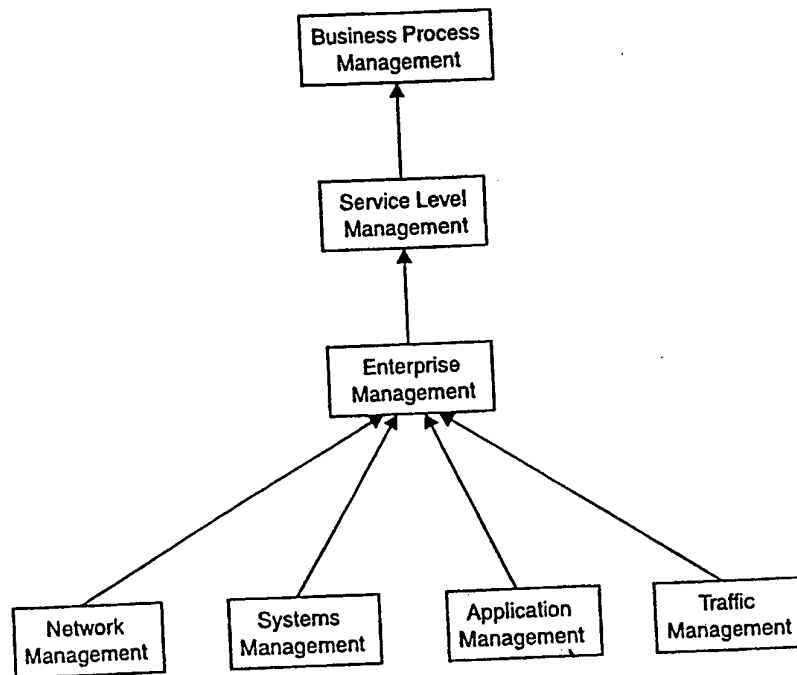 Business Process
Management
Service Level
Management
Enterprise
Management
Network
Management
Systems
Management
Application
Management
Traffic
Management